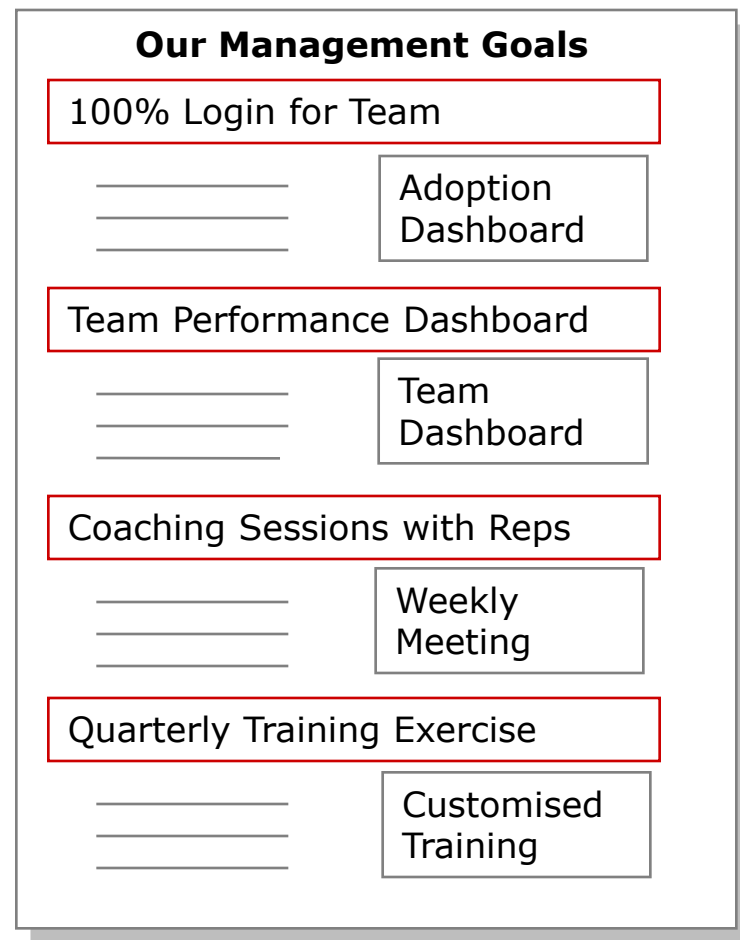 Our Management Goals
100% Login for Team
Adoption
Dashboard
Team Performance Dashboard
Team
Dashboard
Coaching Sessions with Reps
Weekly
Meeting
Quarterly Training Exercise
Customised
Training